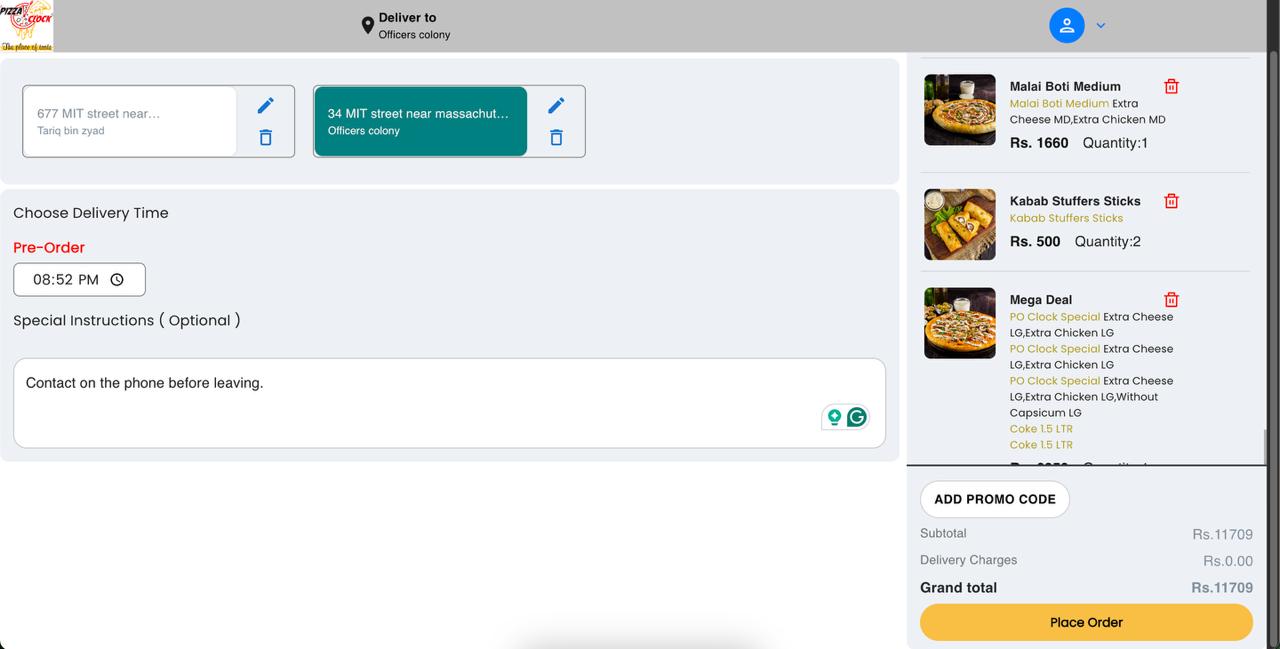 PIZZA
CLOCK
The place of taste
Deliver to
Officers colony
677 MIT street near…
Tariq bin zyad
34 MIT street near massachut…
Officers colony
Choose Delivery Time
Pre-Order
08:52 PM
Special Instructions ( Optional )
Contact on the phone before leaving.
Malai Boti Medium
Malai Boti Medium Extra
Cheese MD,Extra Chicken MD
Rs. 1660 Quantity:1
Kabab Stuffers Sticks
Kabab Stuffers Sticks
Rs. 500 Quantity:2
Mega Deal
PO Clock Special Extra Cheese
LG,Extra Chicken LG
PO Clock Special Extra Cheese
LG,Extra Chicken LG
PO Clock Special Extra Cheese
LG,Extra Chicken LG,Without
Capsicum LG
Coke 1.5 LTR
Coke 1.5 LTR
ADD PROMO CODE
Subtotal Rs.11709
Delivery Charges Rs.0.00
Grand total Rs.11709
Place Order